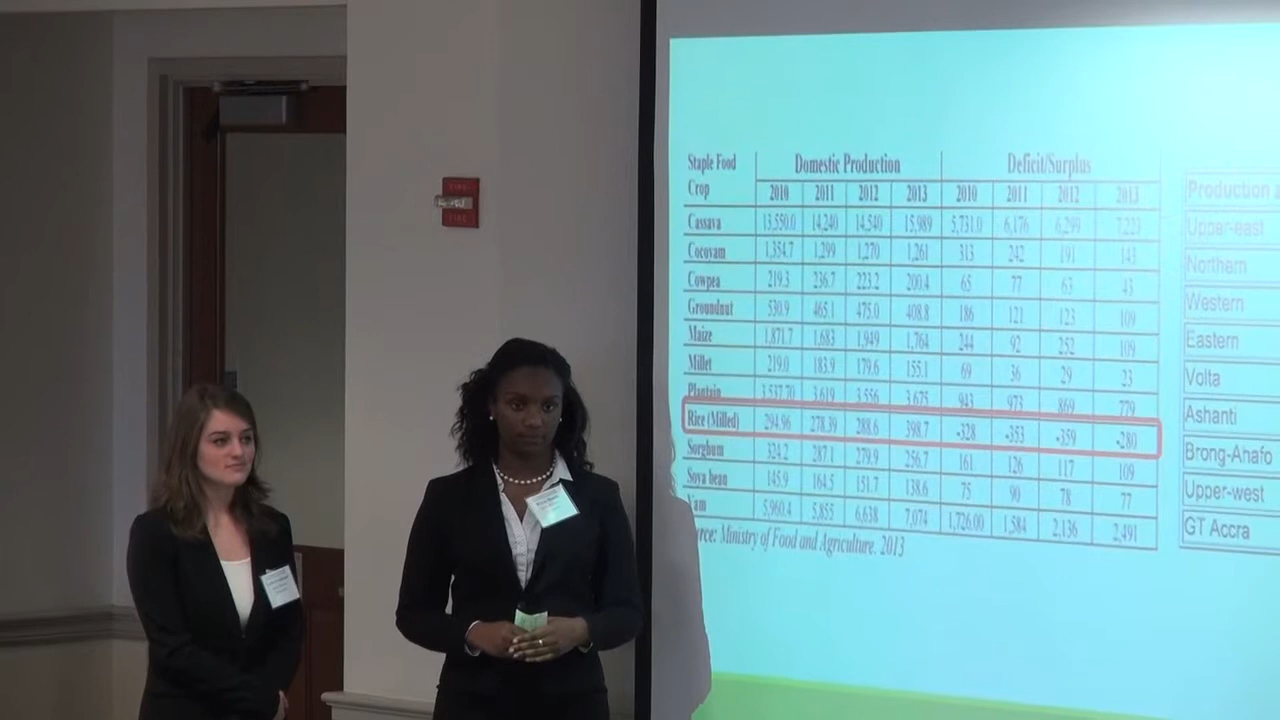 Staple Food Crop Domestic Production Deficit/Surplus
2010 2011 2012 2013 2010 2011 2012 2013
Cassava 13,550.0 14,240 14,540 15,989 5,731.0 6,176 6,299 7,223
Cocoyam 1,354.7 1,299 1,270 1,261 313 242 191 143
Cowpea 219.3 236.7 223.2 200.4 65 77 63 43
Groundnut 530.9 465.1 475.0 408.8 186 121 123 109
Maize 1,871.7 1,683 1,949 1,764 244 92 252 109
Millet 219.0 183.9 179.6 155.1 69 36 29 23
Plantain 3,537.70 3,619 3,556 3,675 943 973 869 779
Rice (Milled) 294.96 278.39 288.6 398.7 -328 -353 -359 -280
Sorghum 324.2 287.1 279.9 256.7 161 126 117 109
Soya bean 145.9 164.5 151.7 138.6 75 90 78 77
Yam 5,960.4 5,855 6,638 7,074 1,726.00 1,584 2,136 2,491
Ministry of Food and Agriculture, 2013
Production
Upper-east
Northern
Western
Eastern
Volta
Ashanti
Brong-Ahafo
Upper-west
GT Accra